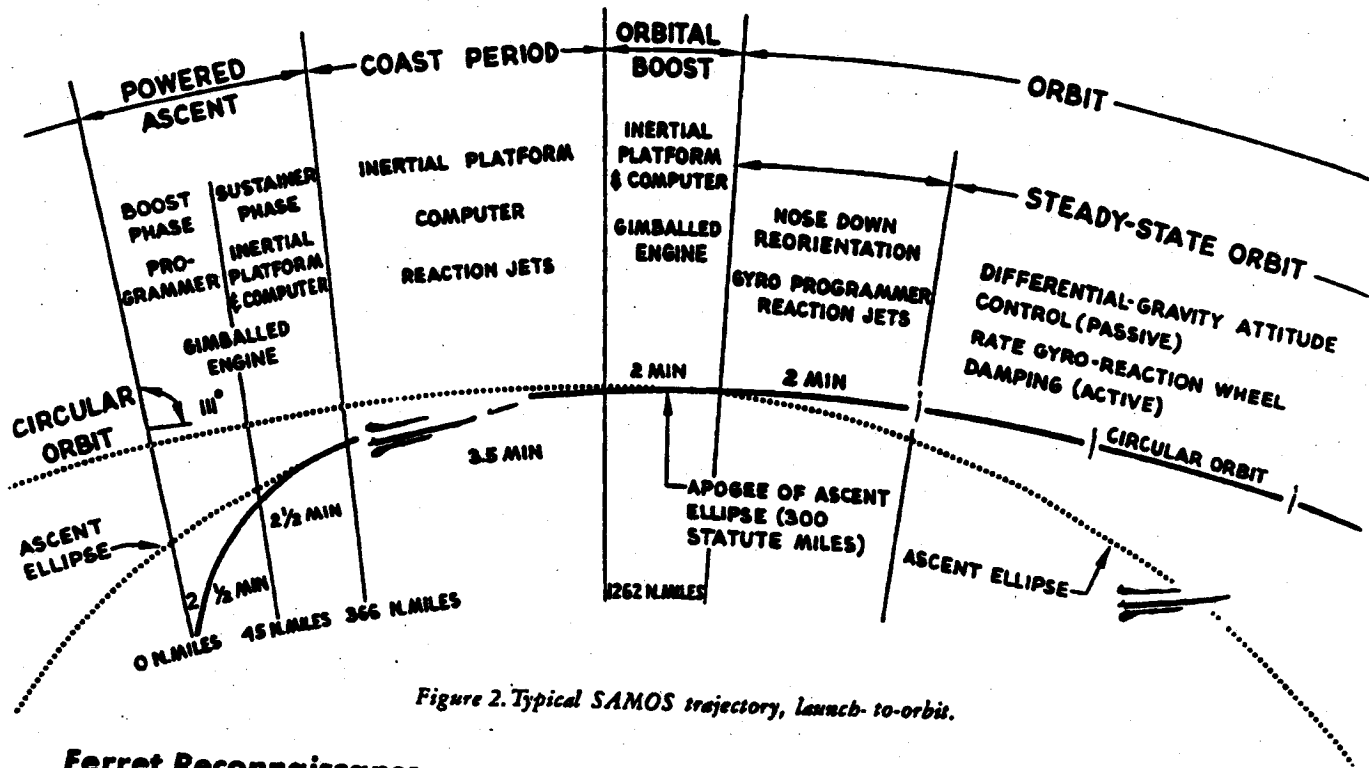 POWERED
ASCENT
COAST PERIOD
ORBITAL
BOOST
ORBIT
BOOST
PHASE
PRO-
GRAMMER
SUSTAINER
PHASE
INERTIAL
PLATFORM
& COMPUTER
GIMBALLED
ENGINE
INERTIAL PLATFORM
COMPUTER
REACTION JETS
INERTIAL
PLATFORM
& COMPUTER
GIMBALLED
ENGINE
NOSE DOWN
REORIENTATION
GYRO PROGRAMMER
REACTION JETS
STEADY-STATE ORBIT
DIFFERENTIAL-GRAVITY ATTITUDE
CONTROL (PASSIVE)
RATE GYRO-REACTION WHEEL
DAMPING (ACTIVE)
CIRCULAR
ORBIT
111°
2 MIN
2 MIN
3.5 MIN
CIRCULAR ORBIT
ASCENT
ELLIPSE
2 1/2 MIN
2 1/2 MIN
APOGEE OF ASCENT
ELLIPSE (300
STATUTE MILES)
ASCENT ELLIPSE
0 N.MILES
45 N.MILES
366 N.MILES
1262 N.MILES
Figure 2. Typical SAMOS trajectory, launch-to-orbit.
Ferret Reconnaissance